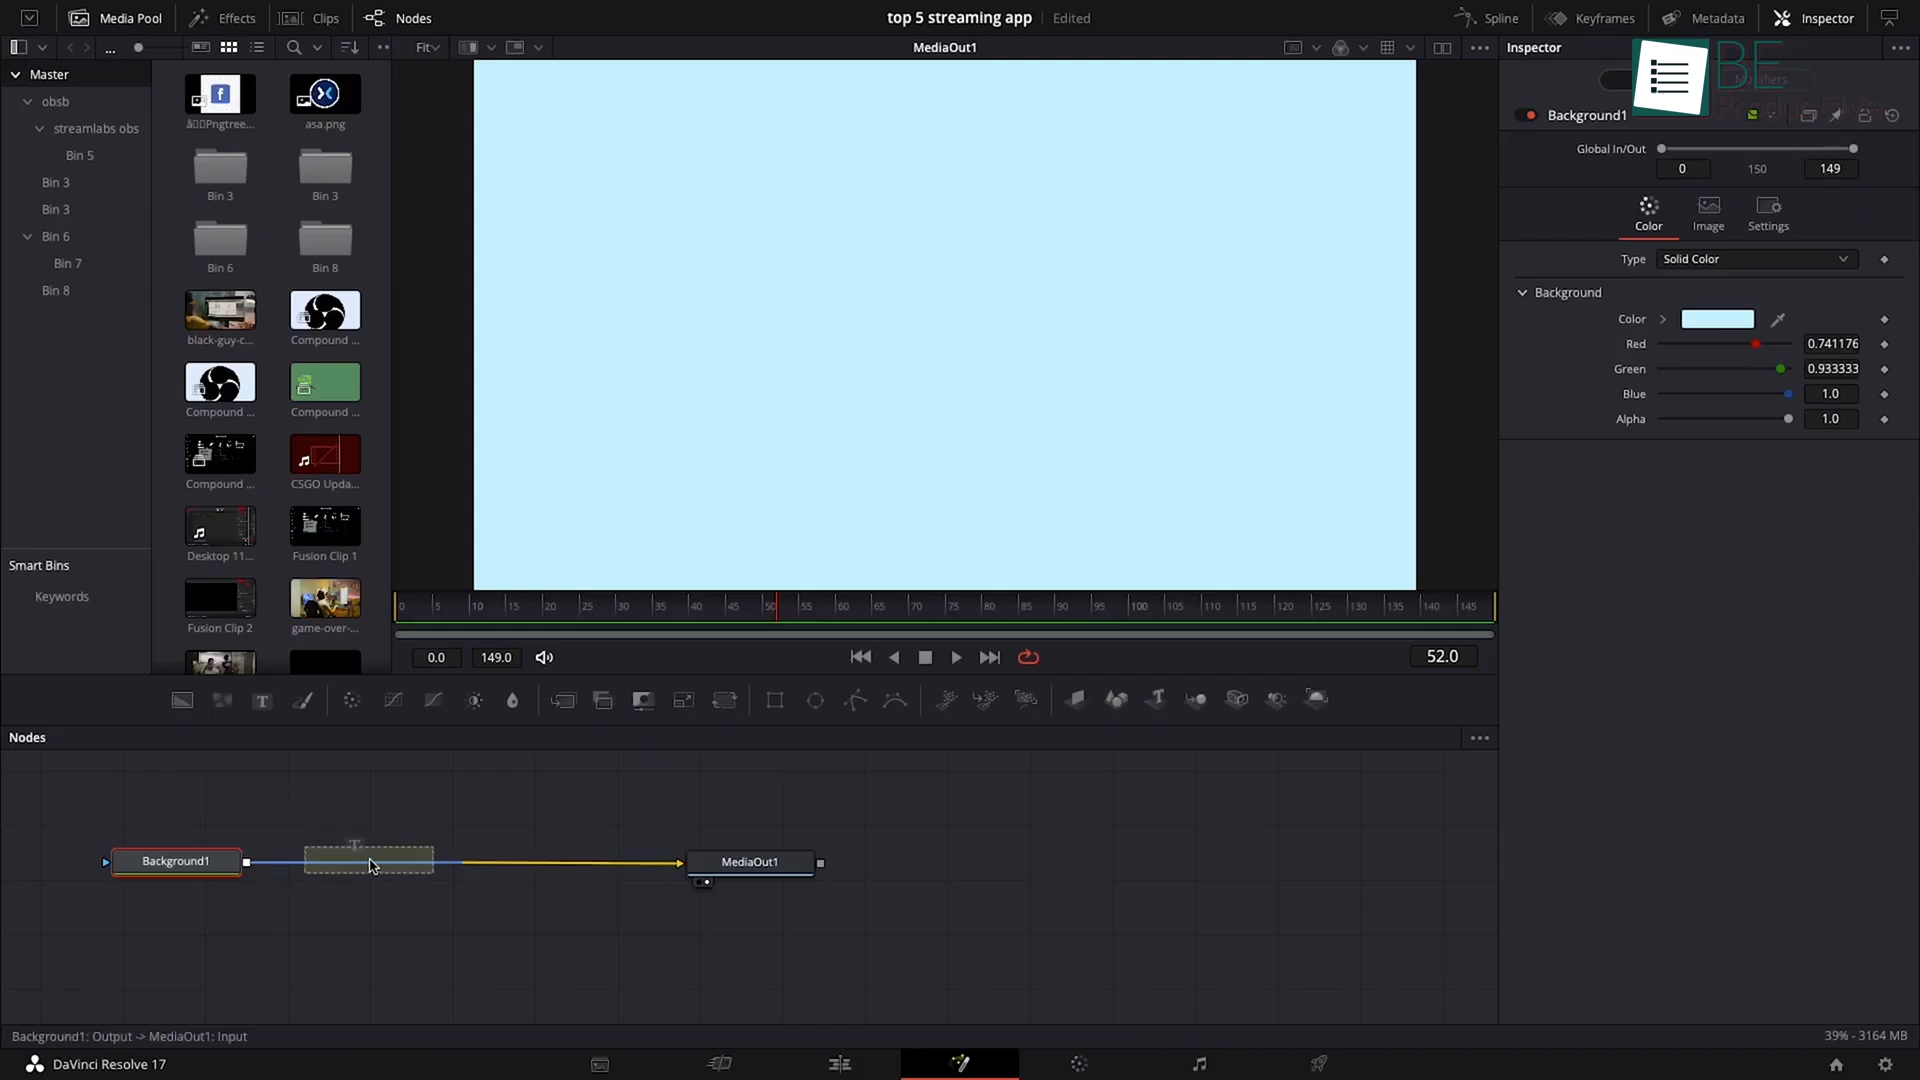 Media Pool
Effects
Clips
Nodes
top 5 streaming app
Edited
Spline
Keyframes
Metadata
Inspector
...
Fit
MediaOut1
Inspector
Master
obsb
streamlabs obs
Bin 5
Bin 3
Bin 3
Bin 6
Bin 7
Bin 8
Smart Bins
Keywords
asa.png
Bin 3
Bin 3
Bin 6
Bin 8
black-guy-c...
Compound ...
Compound ...
Compound ...
Compound ...
CSGO Upda...
Desktop 11...
Fusion Clip 1
Fusion Clip 2
game-over-...
BE
Productive
Modifiers
Background1
Global In/Out
0
150
149
Color
Image
Settings
Type
Solid Color
Background
Color
Red
0.741176
Green
0.933333
Blue
1.0
Alpha
1.0
0 5 10 15 20 25 30 35 40 45 50 55 60 65 70 75 80 85 90 95 100 105 110 115 120 125 130 135 140 145
0.0
149.0
52.0
Nodes
Background1
MediaOut1
Background1: Output -> MediaOut1: Input
39% - 3164 MB
DaVinci Resolve 17